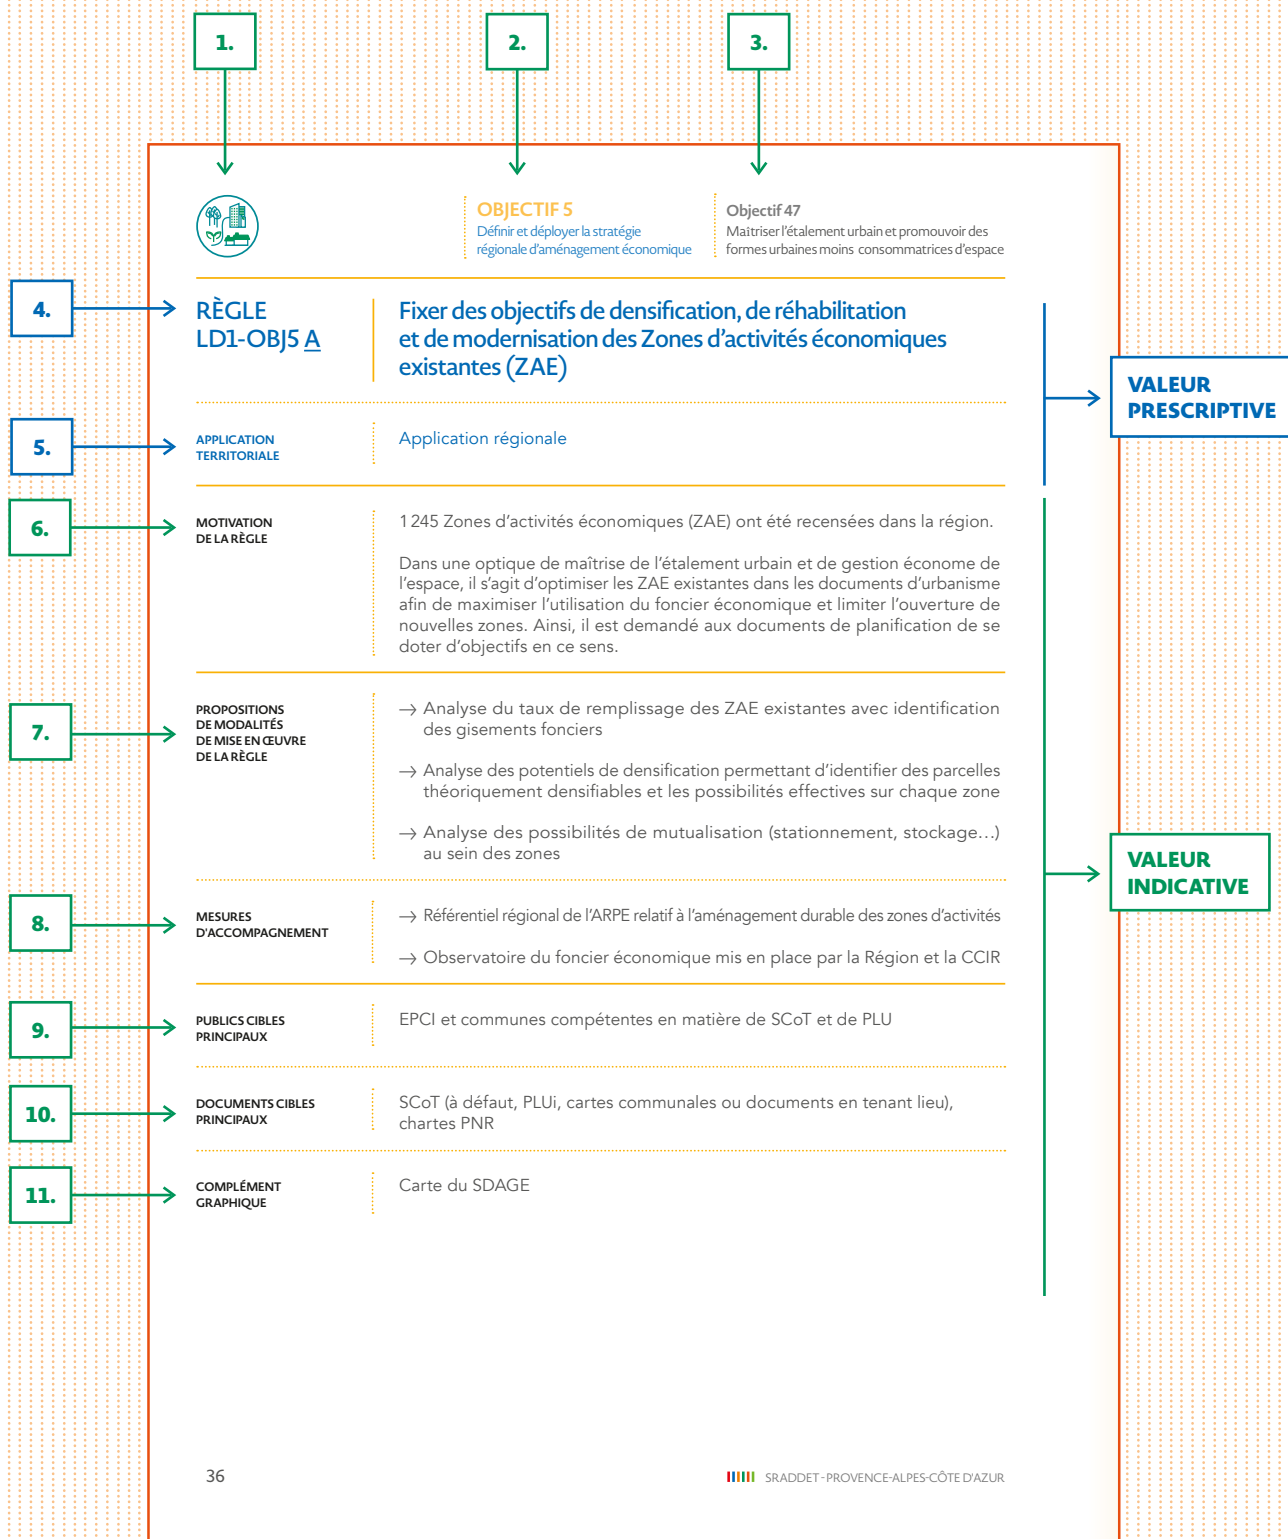 1.
2.
3.
OBJECTIF 5
Définir et déployer la stratégie
régionale d'aménagement économique
Objectif 47
Maîtriser l'étalement urbain et promouvoir des
formes urbaines moins consommatrices d'espace
4.
RÈGLE
LD1-OBJ5 A
Fixer des objectifs de densification, de réhabilitation
et de modernisation des Zones d'activités économiques
existantes (ZAE)
VALEUR
PRESCRIPTIVE
5.
APPLICATION
TERRITORIALE
Application régionale
6.
MOTIVATION
DE LA RÈGLE
1 245 Zones d'activités économiques (ZAE) ont été recensées dans la région.
Dans une optique de maîtrise de l'étalement urbain et de gestion économe de
l'espace, il s'agit d'optimiser les ZAE existantes dans les documents d'urbanisme
afin de maximiser l'utilisation du foncier économique et limiter l'ouverture de
nouvelles zones. Ainsi, il est demandé aux documents de planification de se
doter d'objectifs en ce sens.
7.
PROPOSITIONS
DE MODALITÉS
DE MISE EN ŒUVRE
DE LA RÈGLE
→ Analyse du taux de remplissage des ZAE existantes avec identification
des gisements fonciers
→ Analyse des potentiels de densification permettant d'identifier des parcelles
théoriquement densifiables et les possibilités effectives sur chaque zone
→ Analyse des possibilités de mutualisation (stationnement, stockage…)
au sein des zones
VALEUR
INDICATIVE
8.
MESURES
D'ACCOMPAGNEMENT
→ Référentiel régional de l'ARPE relatif à l'aménagement durable des zones d'activités
→ Observatoire du foncier économique mis en place par la Région et la CCIR
9.
PUBLICS CIBLES
PRINCIPAUX
EPCI et communes compétentes en matière de SCoT et de PLU
10.
DOCUMENTS CIBLES
PRINCIPAUX
SCoT (à défaut, PLUi, cartes communales ou documents en tenant lieu),
chartes PNR
11.
COMPLÉMENT
GRAPHIQUE
Carte du SDAGE
36
SRADDET - PROVENCE-ALPES-CÔTE D'AZUR